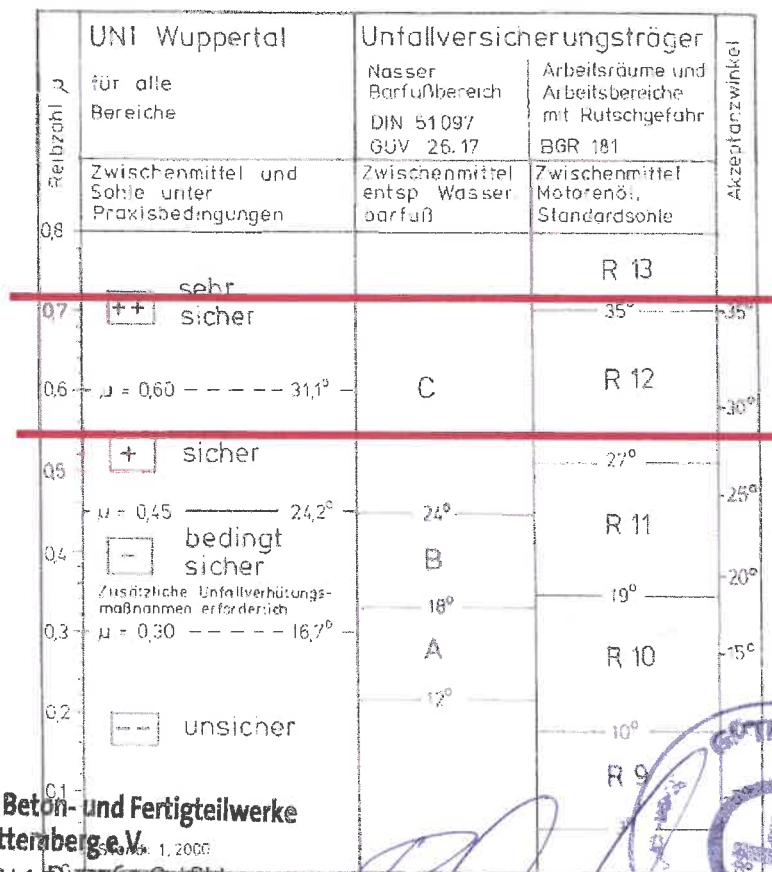 UNI Wuppertal
für alle
Bereiche
Zwischenmittel und
Sohle unter
Praxisbedingungen
Unfallversicherungsträger
Nasser
Barfußbereich
DIN 51097
GUV 26.17
Zwischenmittel
entsp Wasser
barfuß
Arbeitsräume und
Arbeitsbereiche
mit Rutschgefahr
BGR 181
Zwischenmittel
Motorenöl,
Standardsohle
Reibzahl μ
Akzeptanzwinkel
0,8
R 13
sehr
++ sicher
0,7
35° 35°
0,6 μ = 0,60 31,1°
C
R 12
30°
+ sicher
27°
0,5
25°
μ = 0,45 24,2° 24°
- bedingt
sicher
R 11
0,4
B
20°
Zusätzliche Unfallverhütungs-
maßnahmen erforderlich
18° 19°
0,3 μ = 0,30 16,7°
A
R 10
15°
12°
0,2
-- unsicher
10°
R 9
0,1
Beton- und Fertigteilwerke
ttemberg e.V.
1, 2000